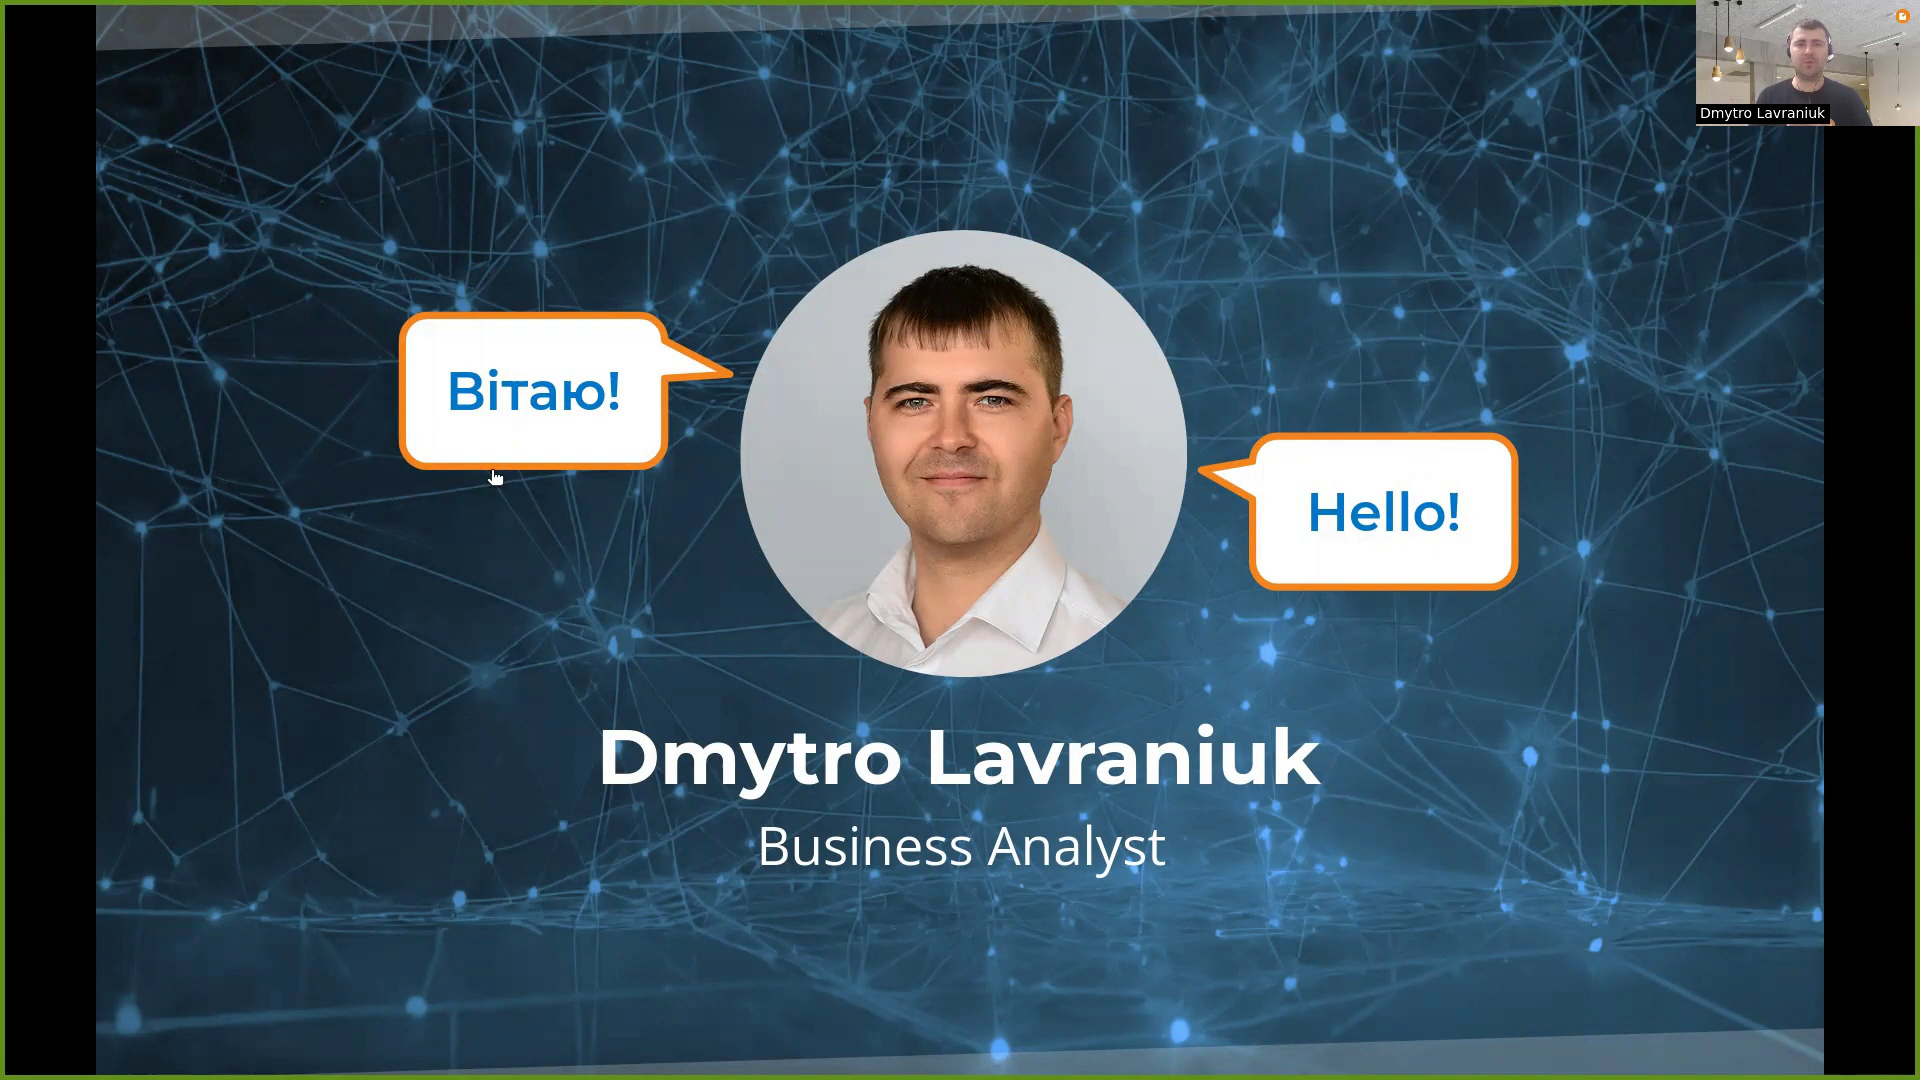 Dmytro Lavraniuk
Вітаю!
Hello!
Dmytro Lavraniuk
Business Analyst